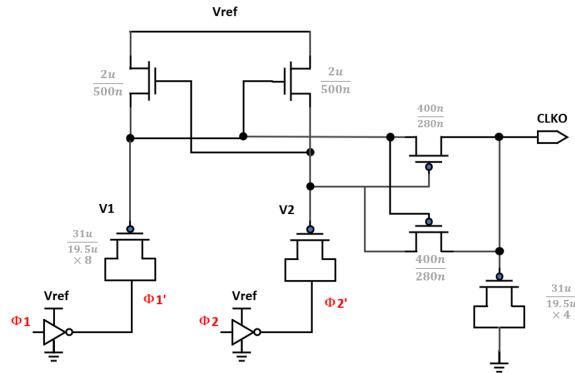 Vref
2u
500n
2u
500n
400n
280n
CLKO
V1
V2
31u
19.5u
× 8
400n
280n
Vref
Φ1'
Vref
Φ2'
31u
19.5u
× 4
Φ1
Φ2